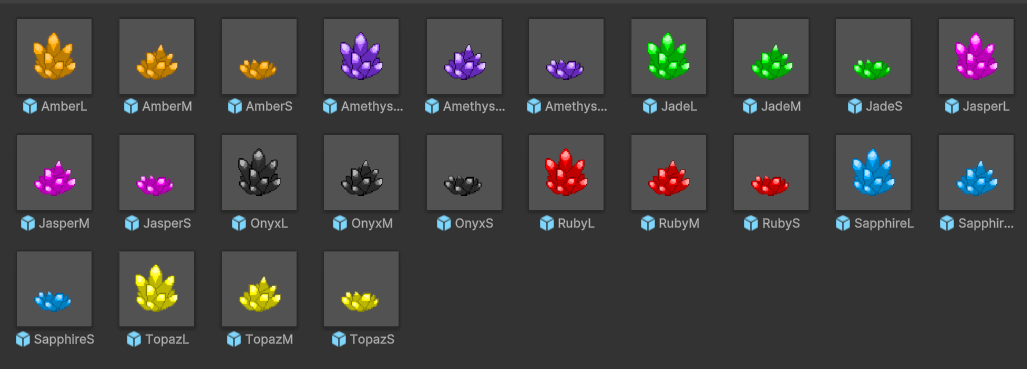 AmberL
AmberM
AmberS
Amethys...
Amethys...
Amethys...
JadeL
JadeM
JadeS
JasperL
JasperM
JasperS
OnyxL
OnyxM
OnyxS
RubyL
RubyM
RubyS
SapphireL
Sapphir...
SapphireS
TopazL
TopazM
TopazS